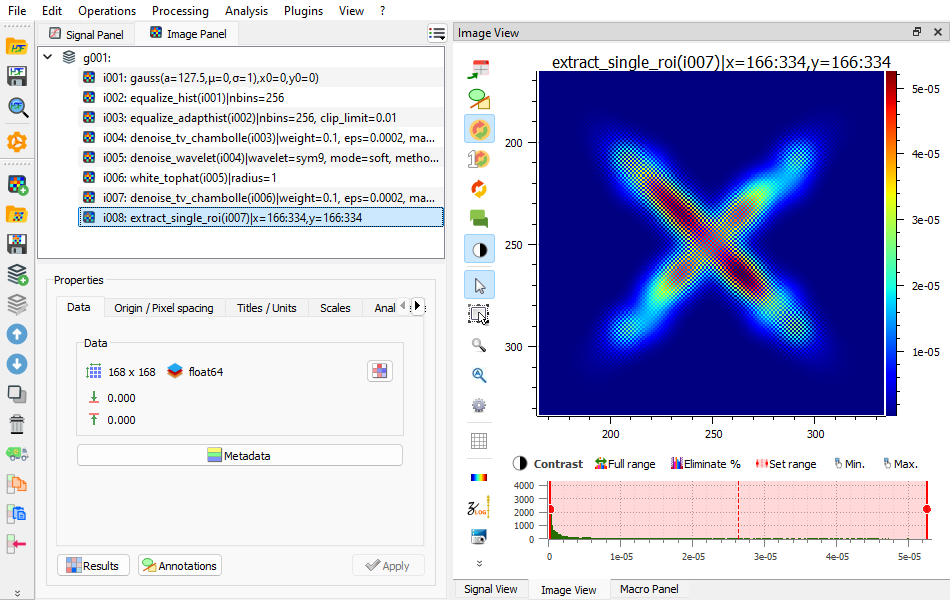 File Edit Operations Processing Analysis Plugins View ?
Signal Panel Image Panel
g001:
i001: gauss(a=127.5,μ=0,σ=1),x0=0,y0=0)
i002: equalize_hist(i001)|nbins=256
i003: equalize_adapthist(i002)|nbins=256, clip_limit=0.01
i004: denoise_tv_chambolle(i003)|weight=0.1, eps=0.0002, ma...
i005: denoise_wavelet(i004)|wavelet=sym9, mode=soft, metho...
i006: white_tophat(i005)|radius=1
i007: denoise_tv_chambolle(i006)|weight=0.1, eps=0.0002, ma...
i008: extract_single_roi(i007)|x=166:334,y=166:334
Properties
Data Origin / Pixel spacing Titles / Units Scales Anal
Data
168 x 168 float64
0.000
0.000
Metadata
Results Annotations Apply
Image View
extract_single_roi(i007)|x=166:334,y=166:334
200
250
300
200 250 300
5e-05
4e-05
3e-05
2e-05
1e-05
Contrast Full range Eliminate % Set range Min. Max.
4000
3000
2000
1000
0
0 1e-05 2e-05 3e-05 4e-05 5e-05
Signal View Image View Macro Panel